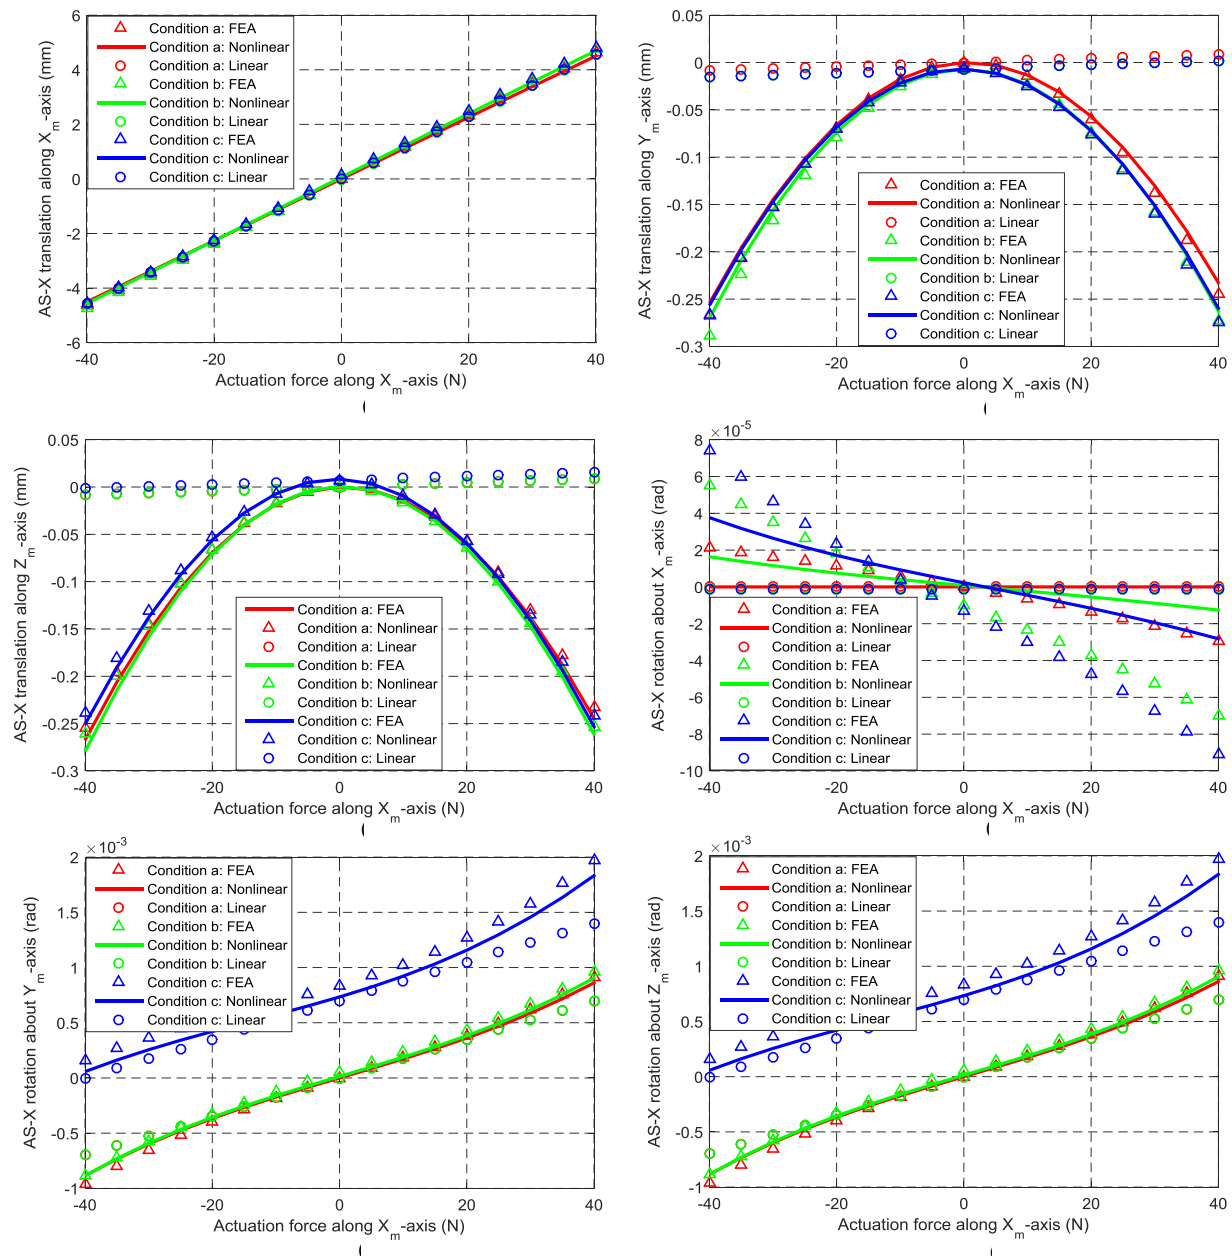 AS-X translation along Xm-axis (mm)
6
4
2
0
-2
-4
-6
Condition a: FEA
Condition a: Nonlinear
Condition a: Linear
Condition b: FEA
Condition b: Nonlinear
Condition b: Linear
Condition c: FEA
Condition c: Nonlinear
Condition c: Linear
-40 -20 0 20 40
Actuation force along Xm-axis (N)
(
AS-X translation along Ym-axis (mm)
0.05
0
-0.05
-0.1
-0.15
-0.2
-0.25
-0.3
Condition a: FEA
Condition a: Nonlinear
Condition a: Linear
Condition b: FEA
Condition b: Nonlinear
Condition b: Linear
Condition c: FEA
Condition c: Nonlinear
Condition c: Linear
-40 -20 0 20 40
Actuation force along Xm-axis (N)
(
AS-X translation along Zm-axis (mm)
0.05
0
-0.05
-0.1
-0.15
-0.2
-0.25
-0.3
Condition a: FEA
Condition a: Nonlinear
Condition a: Linear
Condition b: FEA
Condition b: Nonlinear
Condition b: Linear
Condition c: FEA
Condition c: Nonlinear
Condition c: Linear
-40 -20 0 20 40
Actuation force along Xm-axis (N)
(
AS-X rotation about Xm-axis (rad)
×10-5
8
6
4
2
0
-2
-4
-6
-8
-10
Condition a: FEA
Condition a: Nonlinear
Condition a: Linear
Condition b: FEA
Condition b: Nonlinear
Condition b: Linear
Condition c: FEA
Condition c: Nonlinear
Condition c: Linear
-40 -20 0 20 40
Actuation force along Xm-axis (N)
(
AS-X rotation about Ym-axis (rad)
×10-3
2
1.5
1
0.5
0
-0.5
-1
Condition a: FEA
Condition a: Nonlinear
Condition a: Linear
Condition b: FEA
Condition b: Nonlinear
Condition b: Linear
Condition c: FEA
Condition c: Nonlinear
Condition c: Linear
-40 -20 0 20 40
Actuation force along Xm-axis (N)
(
AS-X rotation about Zm-axis (rad)
×10-3
2
1.5
1
0.5
0
-0.5
-1
Condition a: FEA
Condition a: Nonlinear
Condition a: Linear
Condition b: FEA
Condition b: Nonlinear
Condition b: Linear
Condition c: FEA
Condition c: Nonlinear
Condition c: Linear
-40 -20 0 20 40
Actuation force along Xm-axis (N)